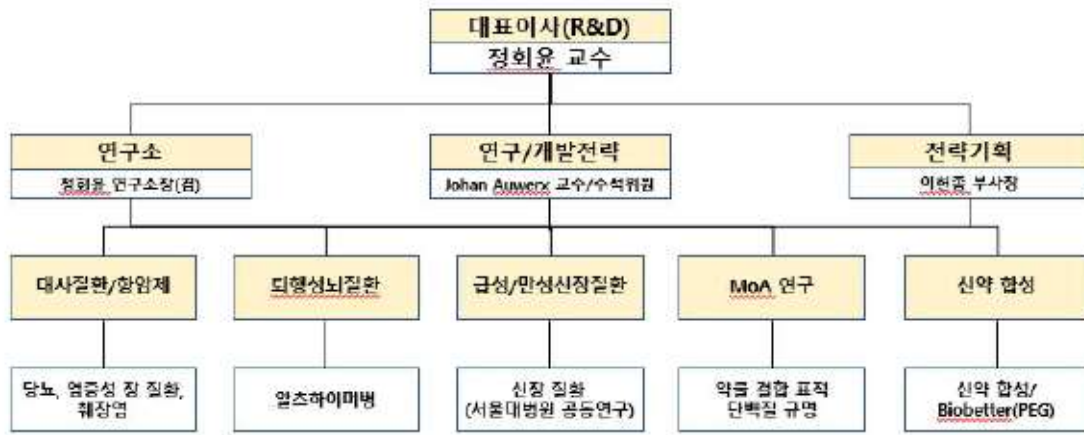 대표이사(R&D)
정회윤 교수
연구소
연구/개발전략
전략기획
정회윤 연구소장(겸)
Johan Auwerx 교수/수석위원
이허졸 부사장
대사질환/항암제
퇴행성뇌질환
급성/만성신장질환
MoA 연구
신약 합성
당뇨, 염증성 장 질환,
췌장염
알츠하이머병
신장 질환
(서울대병원 공동연구)
약물 결합 표적
단백질 규명
신약 합성/
Biobetter(PEG)